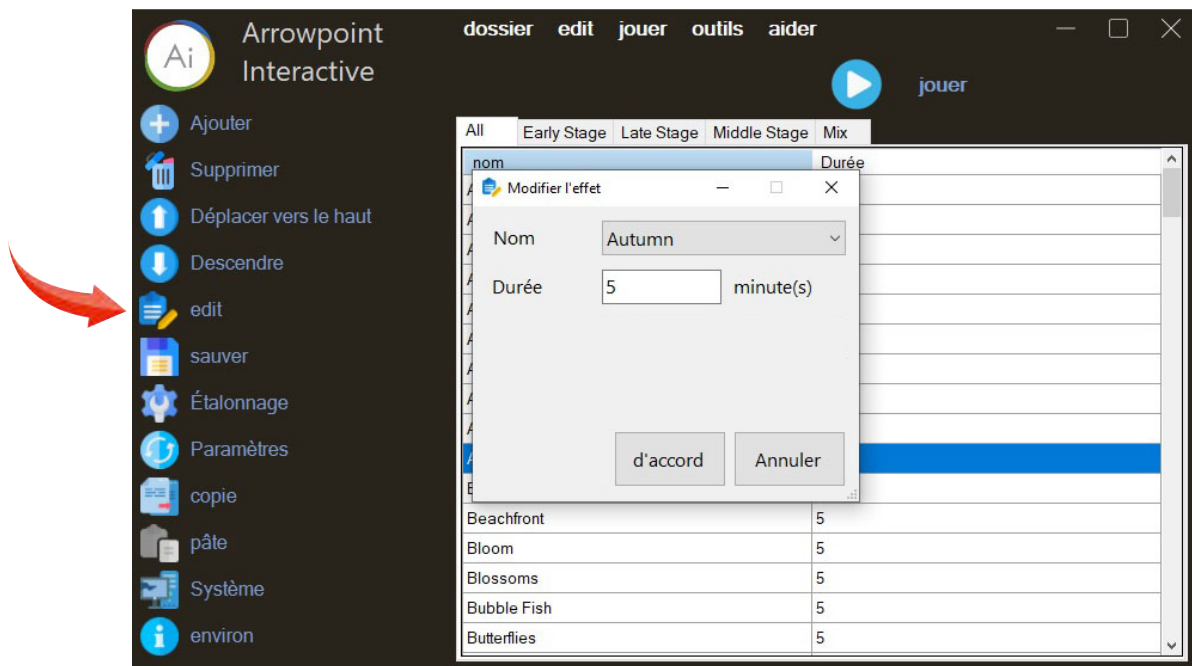 Ai
Arrowpoint
Interactive
dossier edit jouer outils aider
jouer
Ajouter
Supprimer
Déplacer vers le haut
Descendre
edit
sauver
Étalonnage
Paramètres
copie
pâte
Système
environ
All Early Stage Late Stage Middle Stage Mix
nom Durée
Modifier l'effet
Nom Autumn
Durée 5 minute(s)
d'accord Annuler
Beachfront 5
Bloom 5
Blossoms 5
Bubble Fish 5
Butterflies 5